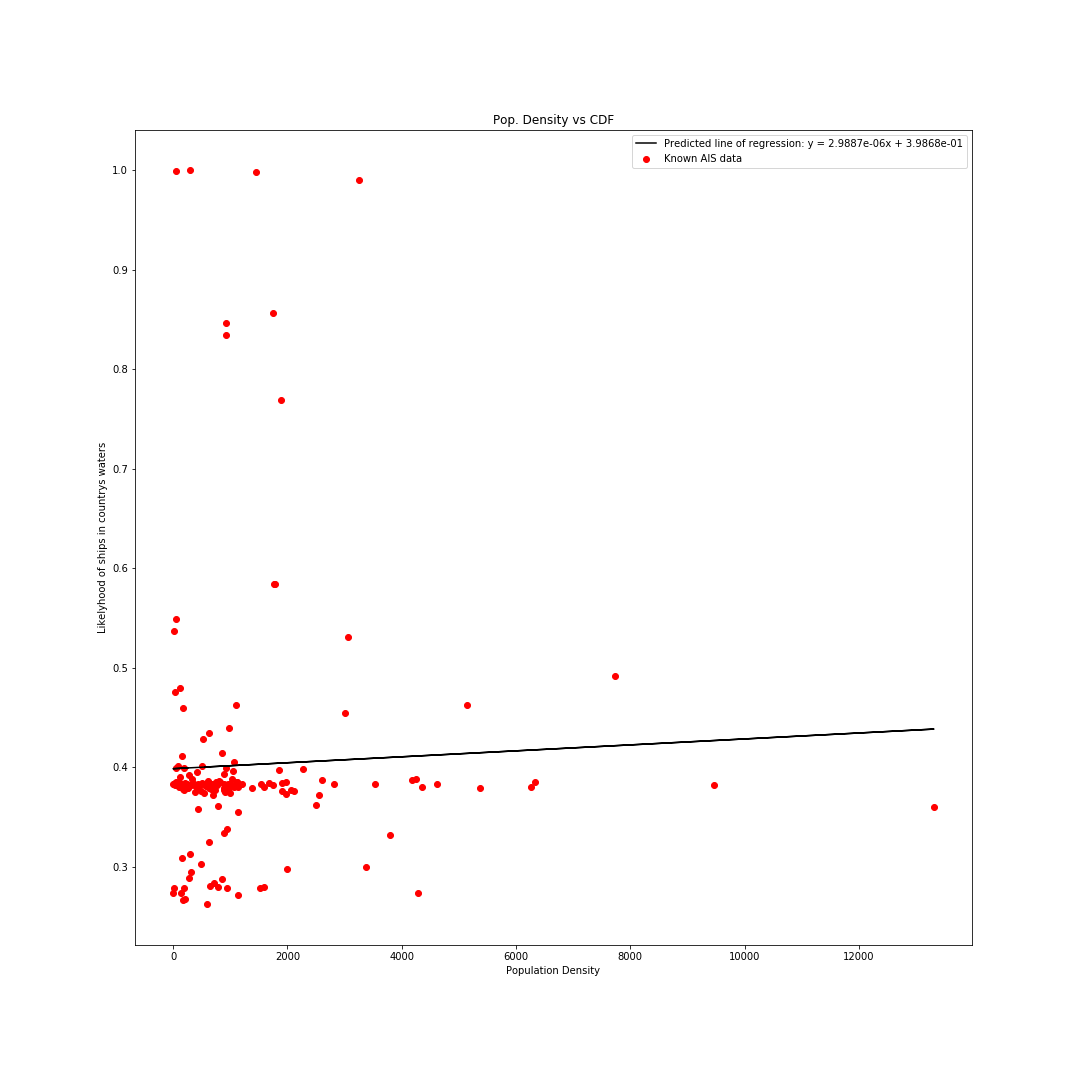 Pop. Density vs CDF
Predicted line of regression: y = 2.9887e-06x + 3.9868e-01
Known AIS data
1.0
0.9
0.8
0.7
0.6
0.5
0.4
0.3
Likelyhood of ships in countrys waters
0 2000 4000 6000 8000 10000 12000
Population Density